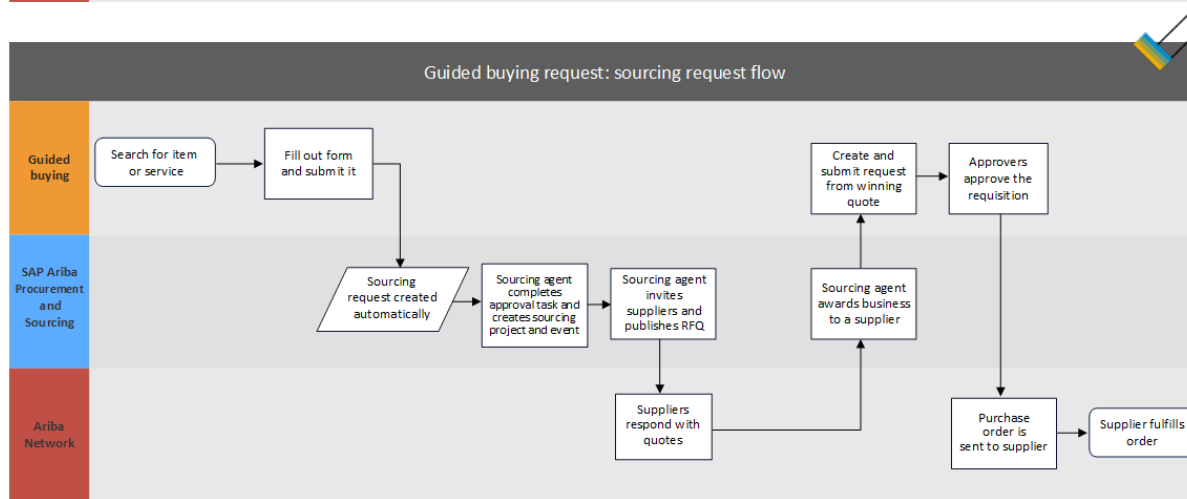 Guided buying request: sourcing request flow
Guided
buying
Search for item
or service
Fill out form
and submit it
Create and
submit request
from winning
quote
Approvers
approve the
requisition
SAP Ariba
Procurement
and
Sourcing
Sourcing
request created
automatically
Sourcing agent
completes
approval task and
creates sourcing
project and event
Sourcing agent
invites
suppliers and
publishes RFQ
Sourcing agent
awards business
to a supplier
Ariba
Network
Suppliers
respond with
quotes
Purchase
order is
sent to supplier
Supplier fulfills
order